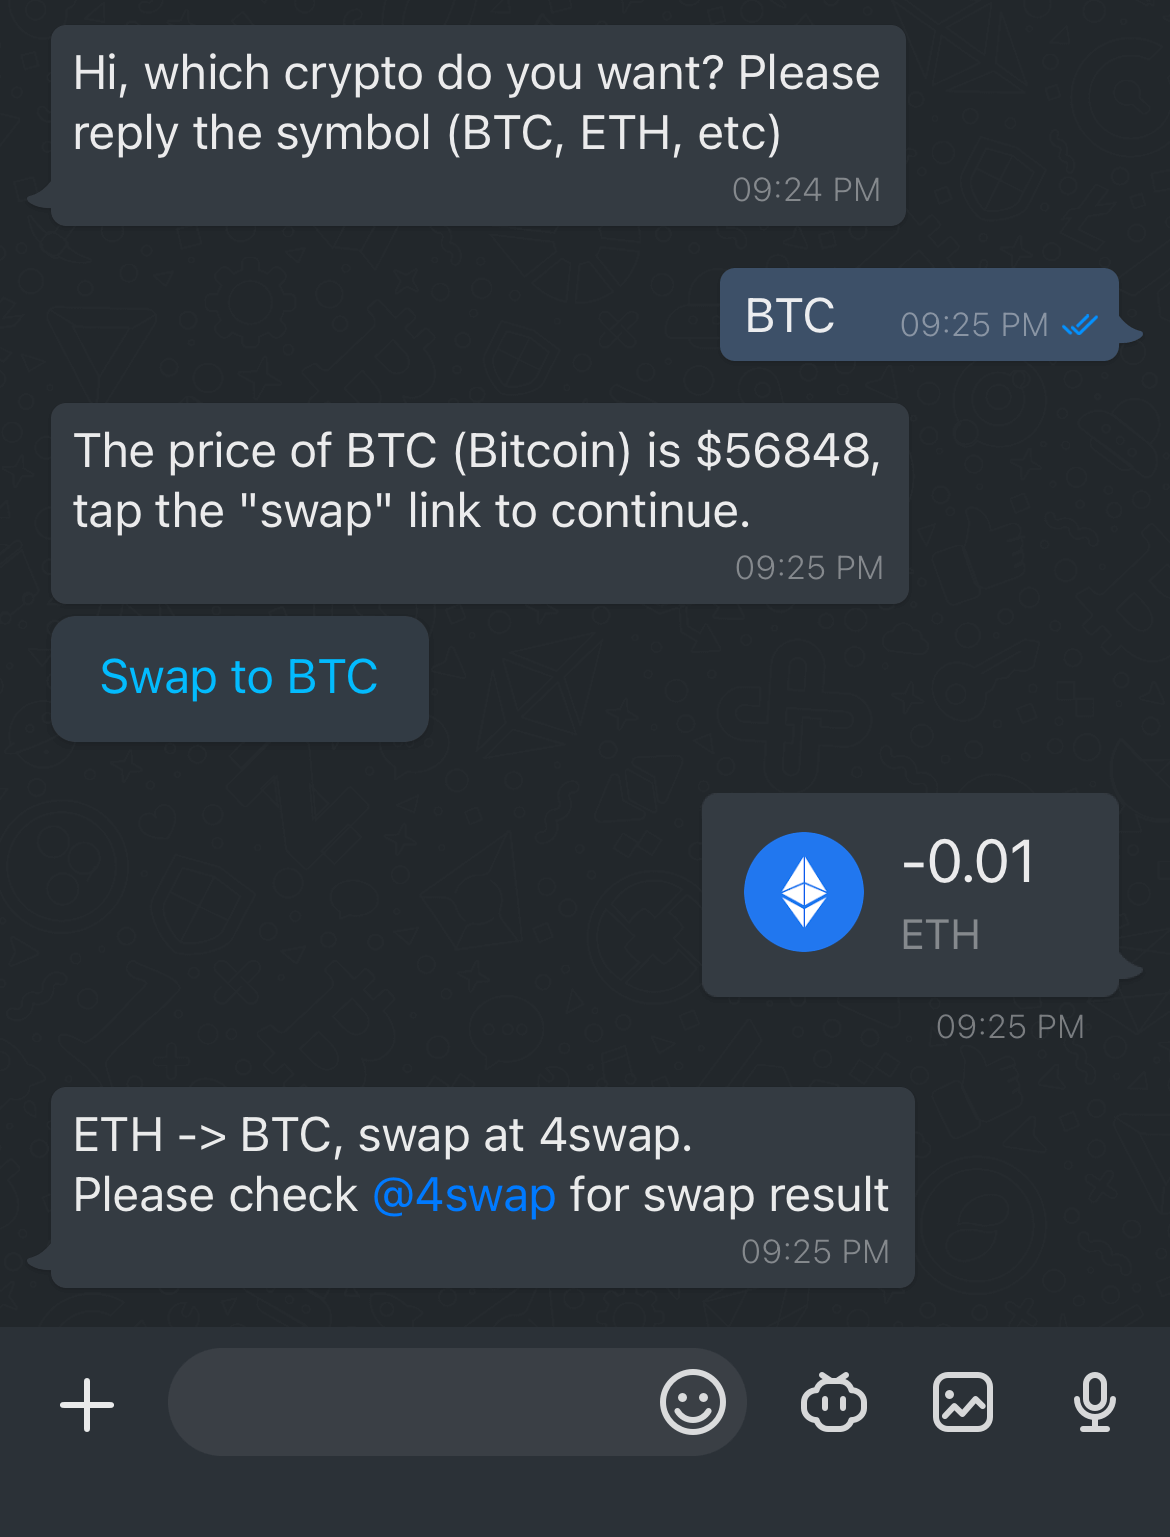 Hi, which crypto do you want? Please
reply the symbol (BTC, ETH, etc)
09:24 PM
BTC 09:25 PM
The price of BTC (Bitcoin) is $56848,
tap the "swap" link to continue.
09:25 PM
Swap to BTC
-0.01
ETH
09:25 PM
ETH -> BTC, swap at 4swap.
Please check @4swap for swap result
09:25 PM